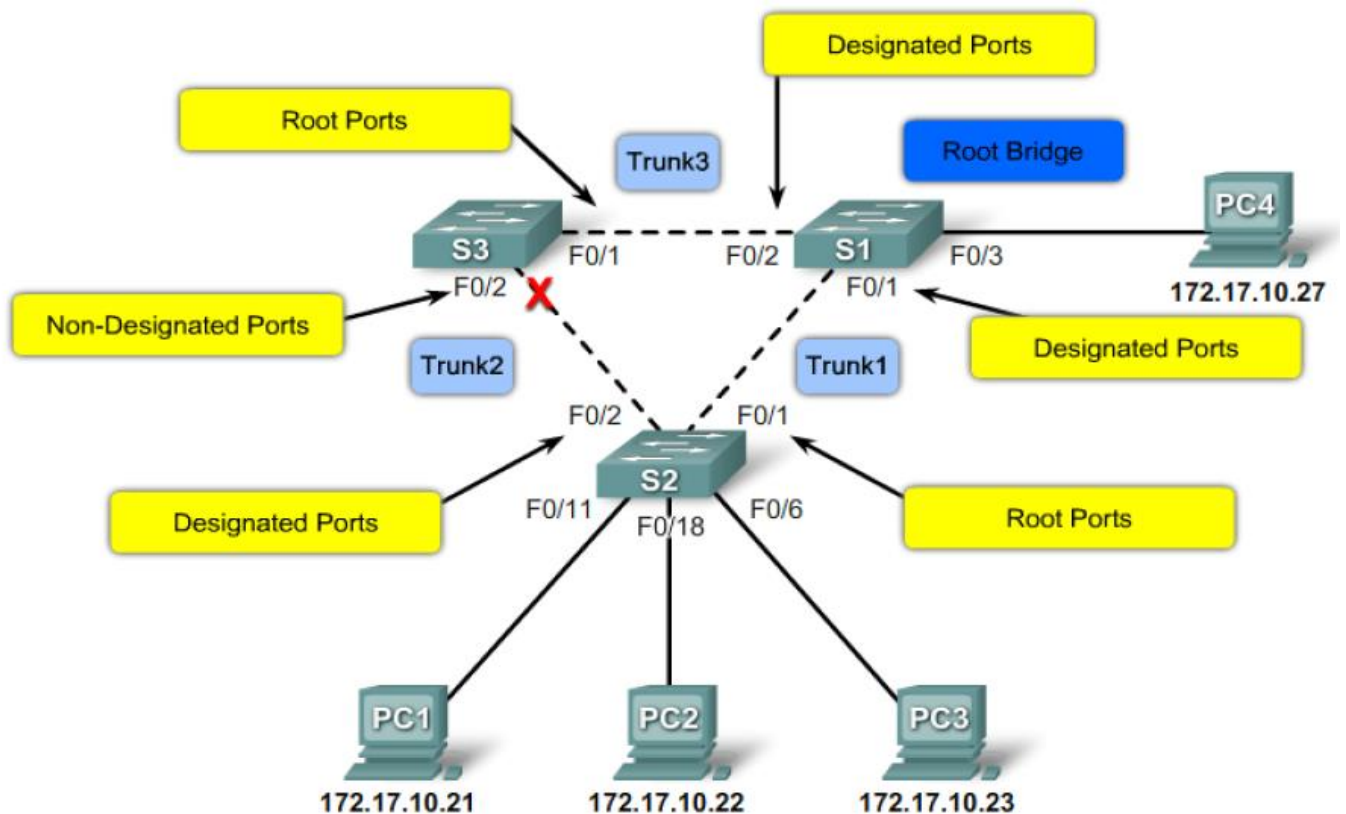 Designated Ports
Root Ports
Trunk3
Root Bridge
PC4
S3
F0/1
F0/2
S1
F0/3
F0/2
F0/1
172.17.10.27
Non-Designated Ports
Designated Ports
Trunk2
Trunk1
F0/2
F0/1
S2
Designated Ports
F0/11
F0/18
F0/6
Root Ports
PC1
PC2
PC3
172.17.10.21
172.17.10.22
172.17.10.23